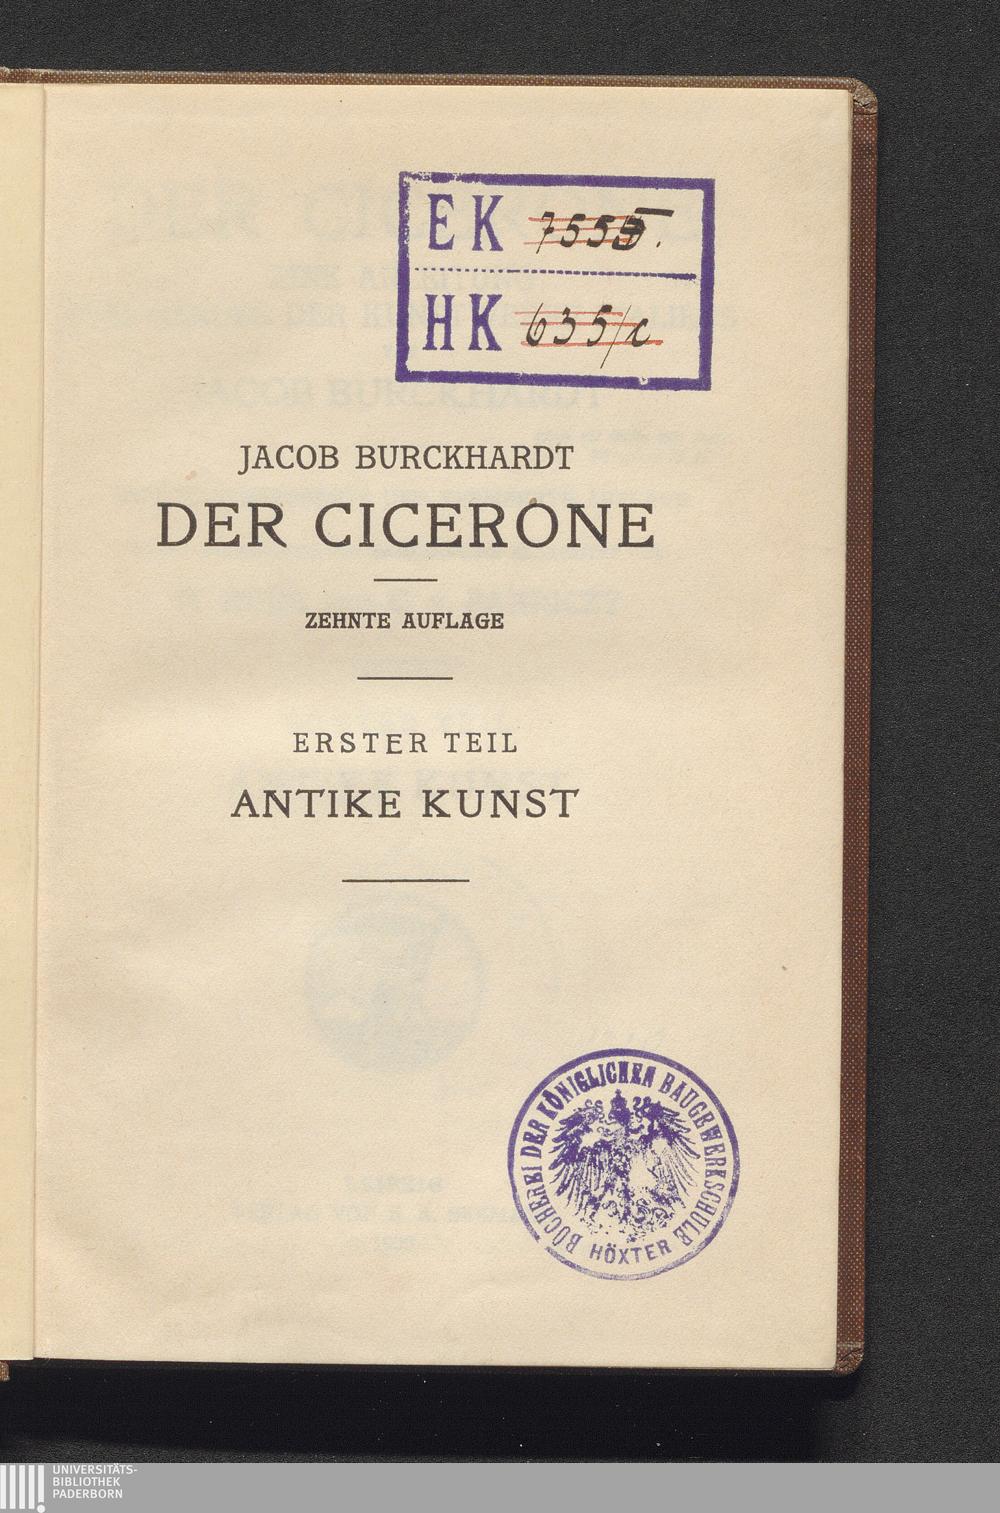 EK 7555.
HK 635/
JACOB BURCKHARDT
DER CICERONE
ZEHNTE AUFLAGE
ERSTER TEIL
ANTIKE KUNST
BÜCHEREI DER KÖNIGLICHEN BAUGEWERKSCHULE
HÖXTER
UNIVERSITÄTS-
BIBLIOTHEK
PADERBORN